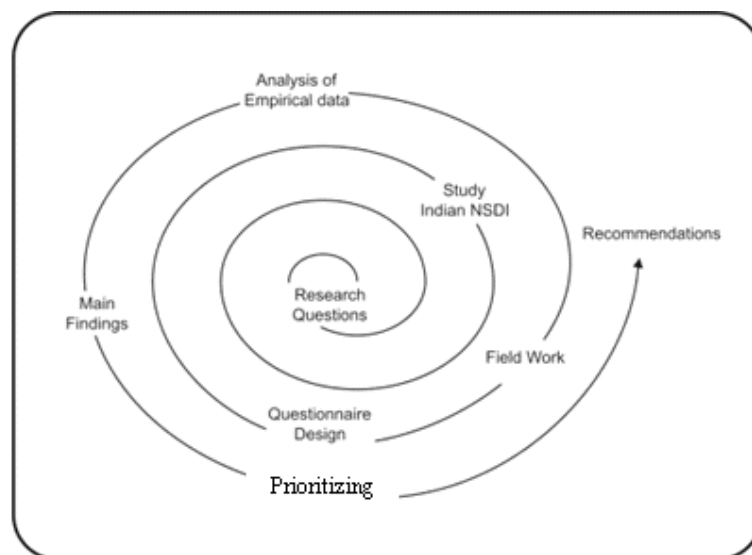 Analysis of
Empirical data
Study
Indian NSDI
Recommendations
Research
Questions
Main
Findings
Field Work
Questionnaire
Design
Prioritizing